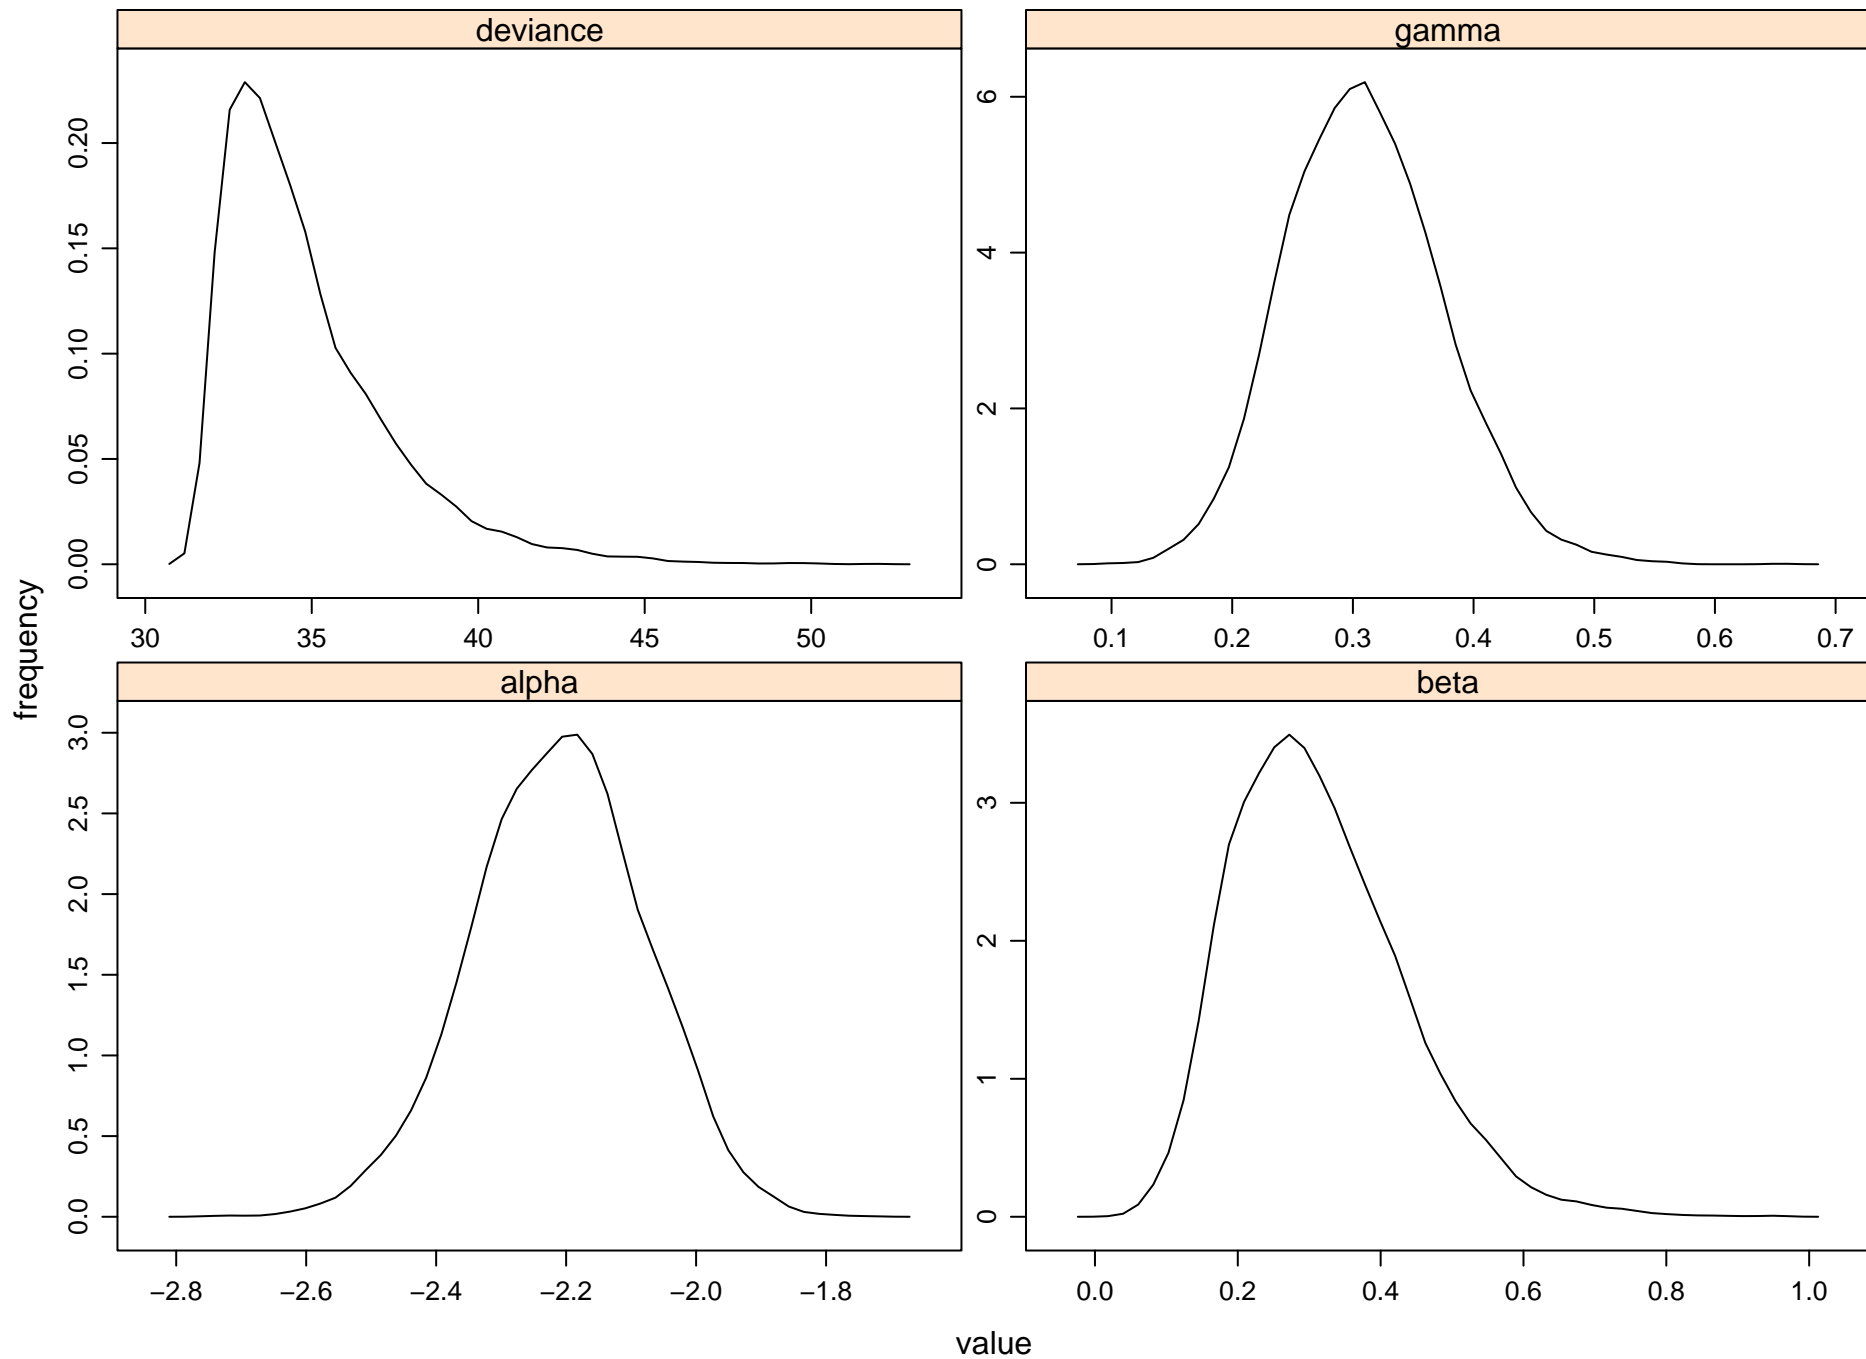 deviance
0.00 0.05 0.10 0.15 0.20
30 35 40 45 50
gamma
0 2 4 6
0.1 0.2 0.3 0.4 0.5 0.6 0.7
frequency
alpha
0.0 0.5 1.0 1.5 2.0 2.5 3.0
−2.8 −2.6 −2.4 −2.2 −2.0 −1.8
beta
0 1 2 3
0.0 0.2 0.4 0.6 0.8 1.0
value